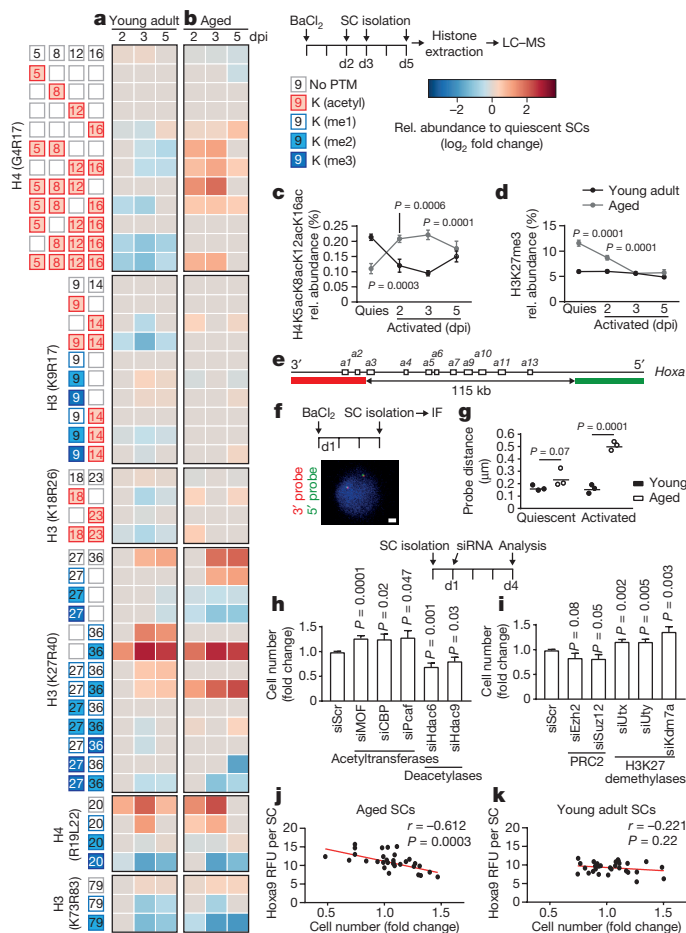 a Young adult b Aged
2 3 5 2 3 5 dpi
H4 (G4R17)
5 8 12 16
5
8
12
16
5 8
12 16
5 8 12
5 8 16
5 12 16
8 12 16
5 8 12 16
H3 (K9R17)
9 14
9
14
9 14
9
9
9
9 14
9 14
9 14
H3 (K18R26)
18 23
18
23
18 23
H3 (K27R40)
27 36
27
27
27
36
36
27 36
27 36
27 36
27 36
27 36
27 36
27 36
H4 (R19L22)
20
20
20
20
H3 (K73R83)
79
79
79
BaCl2 SC isolation
d2 d3 d5
Histone extraction
LC–MS
9 No PTM
9 K (acetyl)
9 K (me1)
9 K (me2)
9 K (me3)
−2 0 2
Rel. abundance to quiescent SCs
(log2 fold change)
c
P = 0.0006
P = 0.0001
P = 0.0003
H4K5acK8acK12acK16ac
rel. abundance (%)
0.25
0.20
0.15
0.10
0
Quies 2 3 5
Activated (dpi)
d
Young adult
Aged
P = 0.0001
P = 0.0001
H3K27me3
rel. abundance (%)
20
15
10
5
0
Quies 2 3 5
Activated (dpi)
e
3′ a1 a2 a3 a4 a5 a6 a7 a9 a10 a11 a13 5′
Hoxa
115 kb
f
BaCl2 SC isolation IF
d1
3′ probe
5′ probe
g
P = 0.07
P = 0.0001
Probe distance
(µm)
0.6
0.5
0.4
0.2
0
Quiescent Activated
Young
Aged
SC isolation siRNA Analysis
d1 d4
h
P = 0.0001
P = 0.02
P = 0.047
P = 0.001
P = 0.03
Cell number
(fold change)
1.5
1.0
0.5
0
siScr
siMOF
siCBP
siPcaf
siHdac6
siHdac9
Acetyltransferases
Deacetylases
i
P = 0.08
P = 0.05
P = 0.002
P = 0.005
P = 0.003
Cell number
(fold change)
1.5
1.0
0.5
0
siScr
siEzh2
siSuz12
siUtx
siUty
siKdm7a
PRC2
H3K27 demethylases
j
Aged SCs
r = −0.612
P = 0.0003
Hoxa9 RFU per SC
20
15
10
5
0
0.5 1.0 1.5
Cell number (fold change)
k
Young adult SCs
r = −0.221
P = 0.22
Hoxa9 RFU per SC
20
15
10
5
0
0.5 1.0 1.5
Cell number (fold change)